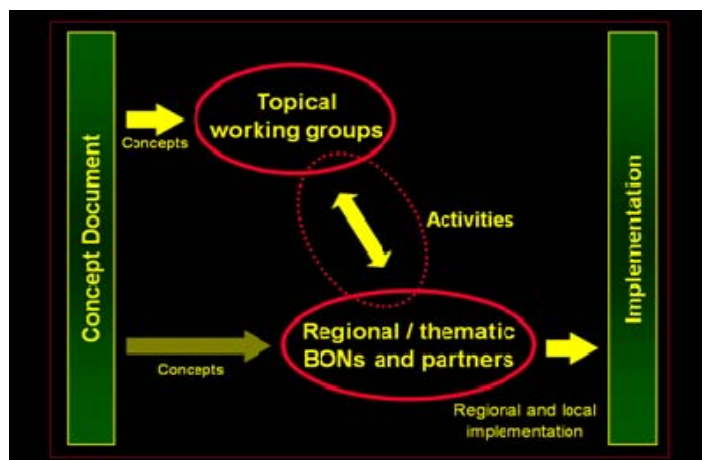 Concept Document
Topical
working groups
Concepts
Activities
Regional / thematic
BONs and partners
Concepts
Regional and local
implementation
Implementation